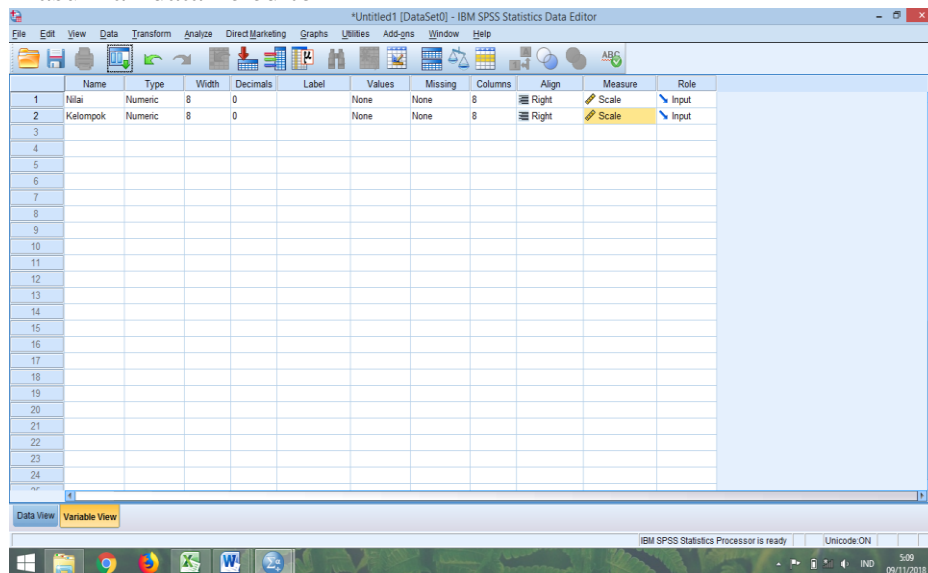 *Untitled1 [DataSet0] - IBM SPSS Statistics Data Editor
File Edit View Data Transform Analyze Direct Marketing Graphs Utilities Add-ons Window Help
Name Type Width Decimals Label Values Missing Columns Align Measure Role
1 Nilai Numeric 8 0 None None 8 Right Scale Input
2 Kelompok Numeric 8 0 None None 8 Right Scale Input
3
4
5
6
7
8
9
10
11
12
13
14
15
16
17
18
19
20
21
22
23
24
Data View Variable View
IBM SPSS Statistics Processor is ready Unicode:ON
IND 5:09
09/11/2018